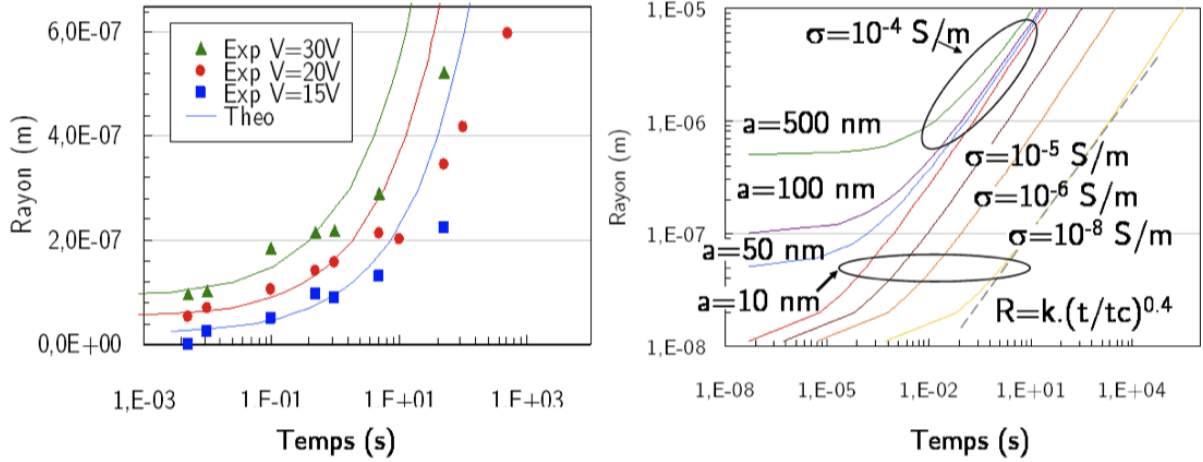 6,0E-07
4,0E-07
2,0E-07
0,0E+00
Rayon (m)
Exp V=30V
Exp V=20V
Exp V=15V
Theo
1,E-03
1 E-01
1 E+01
1 E+03
Temps (s)
1,E-05
1,E-06
1,E-07
1,E-08
Rayon (m)
σ=10⁻⁴ S/m
a=500 nm
σ=10⁻⁵ S/m
a=100 nm
σ=10⁻⁶ S/m
σ=10⁻⁸ S/m
a=50 nm
a=10 nm
R=k.(t/tc)⁰·⁴
1,E-08
1,E-05
1,E-02
1,E+01
1,E+04
Temps (s)